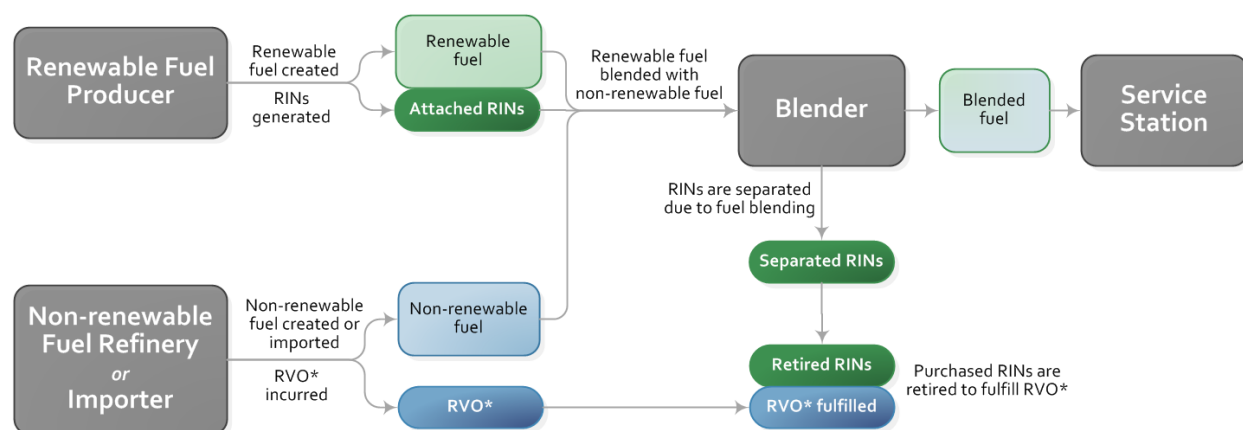 Renewable Fuel
Producer
Renewable
fuel created
RINs
generated
Renewable
fuel
Attached RINs
Renewable fuel
blended with
non-renewable fuel
Blender
Blended
fuel
Service
Station
RINs are separated
due to fuel blending
Separated RINs
Non-renewable
Fuel Refinery
or
Importer
Non-renewable
fuel created or
imported
RVO*
incurred
Non-renewable
fuel
RVO*
Retired RINs
RVO* fulfilled
Purchased RINs are
retired to fulfill RVO*